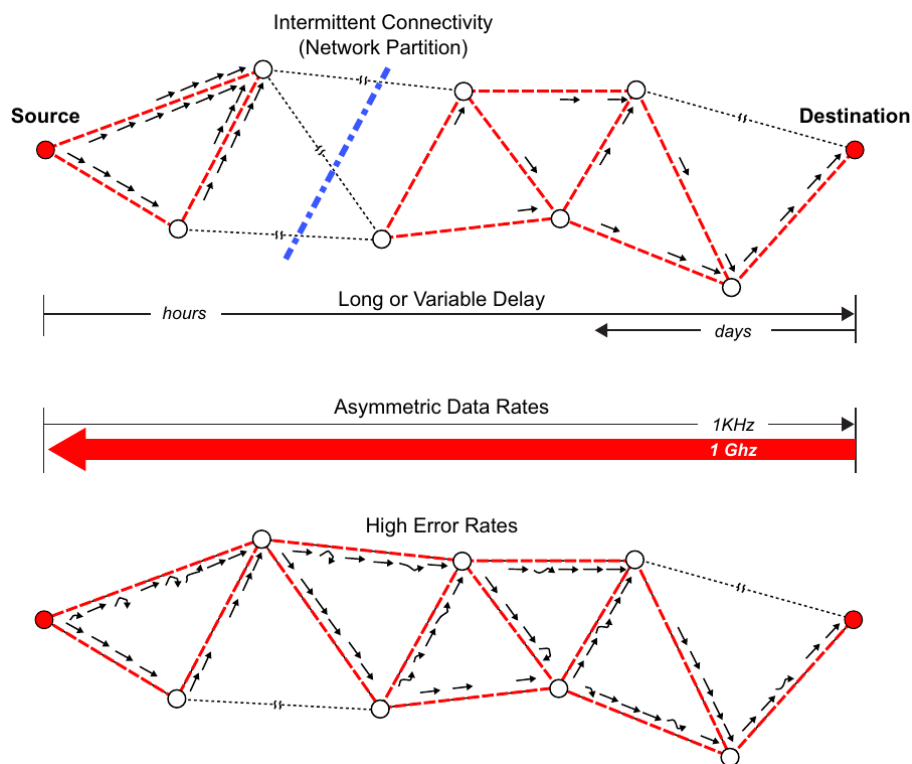 Intermittent Connectivity
(Network Partition)
Source
Destination
Long or Variable Delay
hours
days
Asymmetric Data Rates
1KHz
1 Ghz
High Error Rates